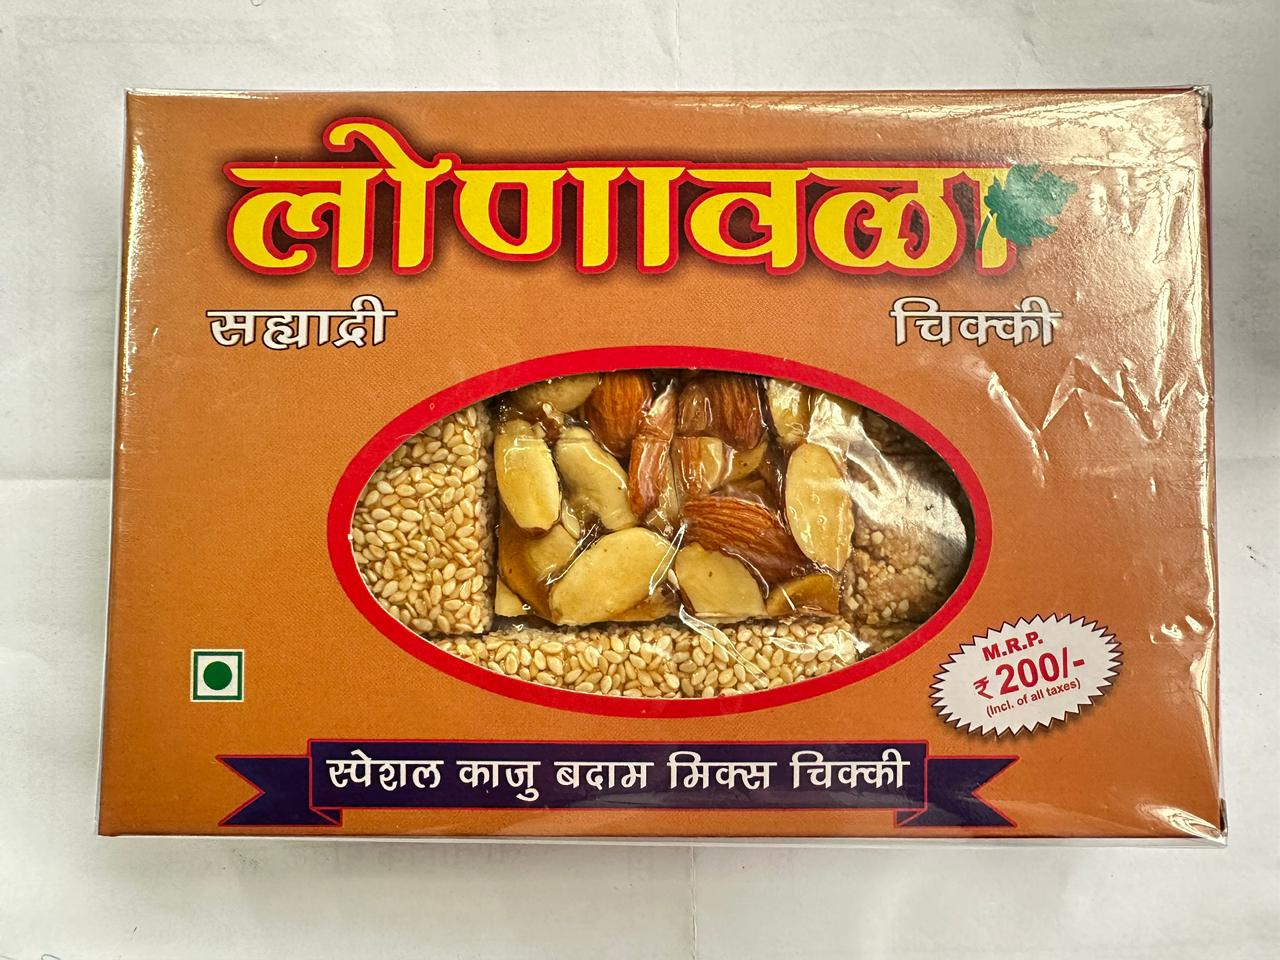 लोणावळा
सह्याद्री
चिक्की
M.R.P.
₹ 200/-
(Incl. of all taxes)
स्पेशल काजु बदाम मिक्स चिक्की